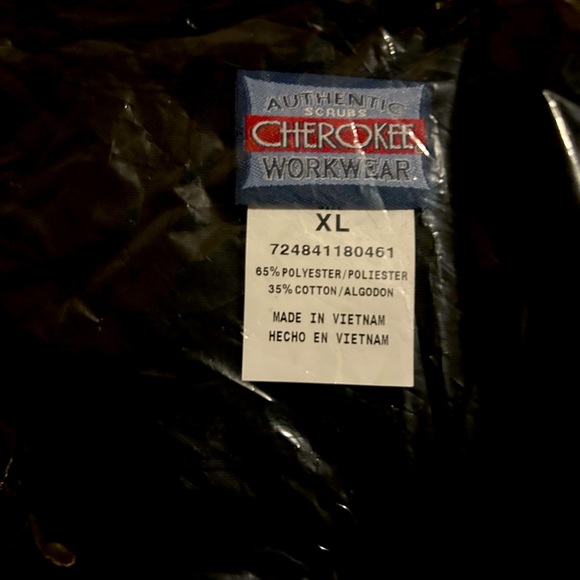 AUTHENTIC
SCRUBS
CHEROKEE
WORKWEAR
XL
724841180461
65% POLYESTER/POLIESTER
35% COTTON/ALGODON
MADE IN VIETNAM
HECHO EN VIETNAM